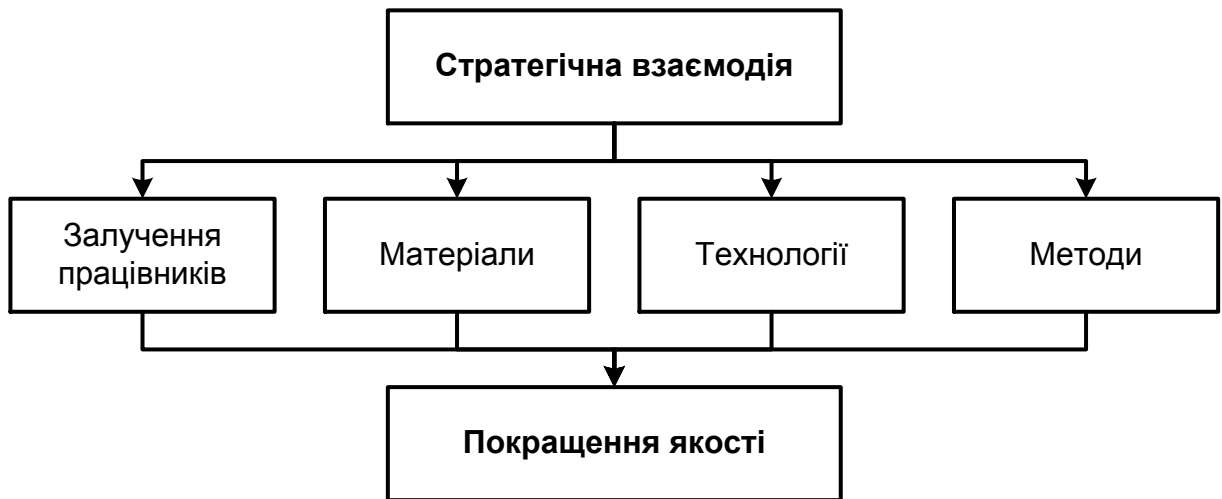 Стратегічна взаємодія
Залучення
працівників
Матеріали
Технології
Методи
Покращення якості